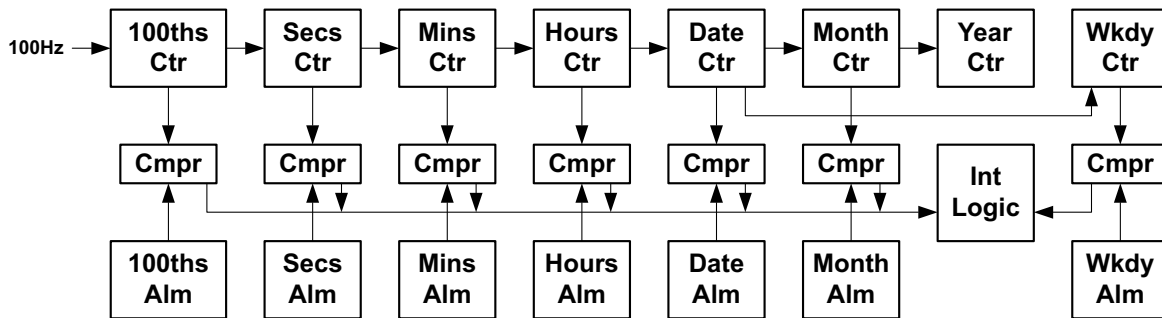 100Hz
100ths
Ctr
Secs
Ctr
Mins
Ctr
Hours
Ctr
Date
Ctr
Month
Ctr
Year
Ctr
Wkdy
Ctr
Cmpr
Cmpr
Cmpr
Cmpr
Cmpr
Cmpr
Int
Logic
Cmpr
100ths
Alm
Secs
Alm
Mins
Alm
Hours
Alm
Date
Alm
Month
Alm
Wkdy
Alm